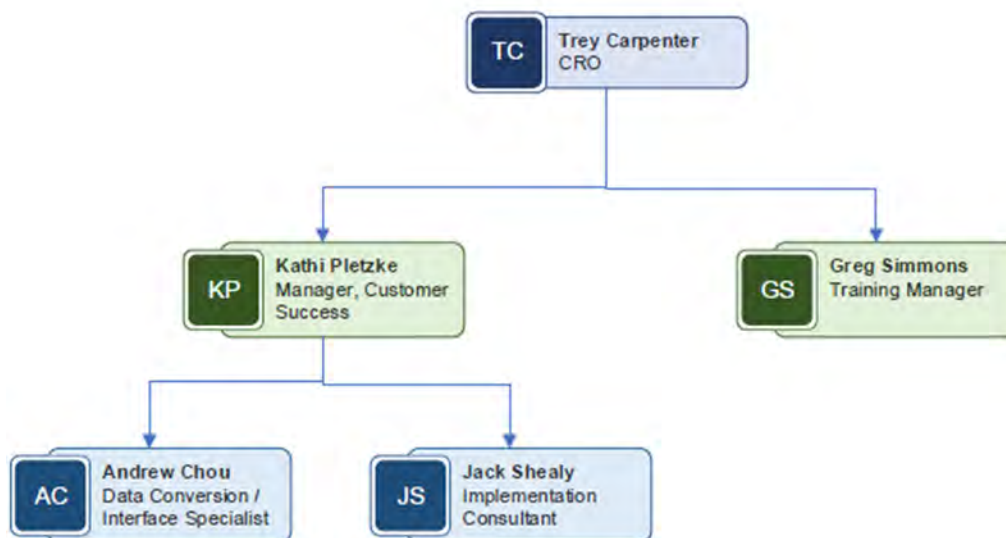 TC
Trey Carpenter
CRO
KP
Kathi Pletzke
Manager, Customer
Success
GS
Greg Simmons
Training Manager
AC
Andrew Chou
Data Conversion /
Interface Specialist
JS
Jack Shealy
Implementation
Consultant